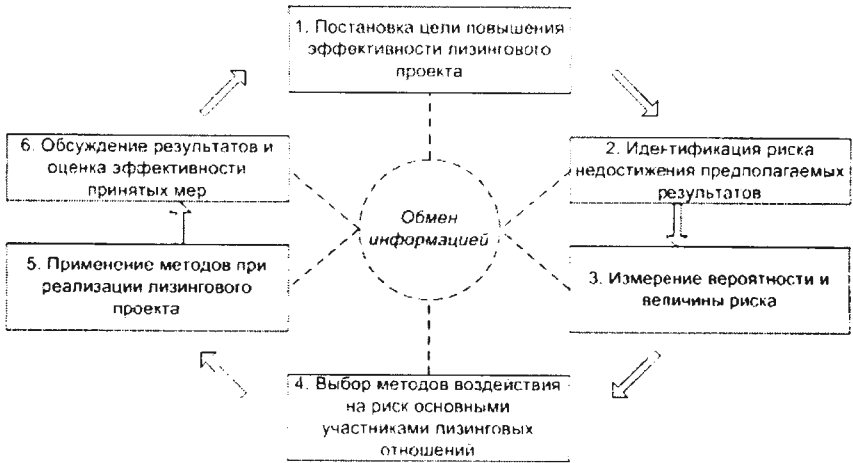 1. Постановка цели повышения
эффективности лизингового
проекта
6. Обсуждение результатов и
оценка эффективности
принятых мер
2. Идентификация риска
недостижения предполагаемых
результатов
Обмен
информацией
5. Применение методов при
реализации лизингового
проекта
3. Измерение вероятности и
величины риска
4. Выбор методов воздействия
на риск основными
участниками лизинговых
отношений